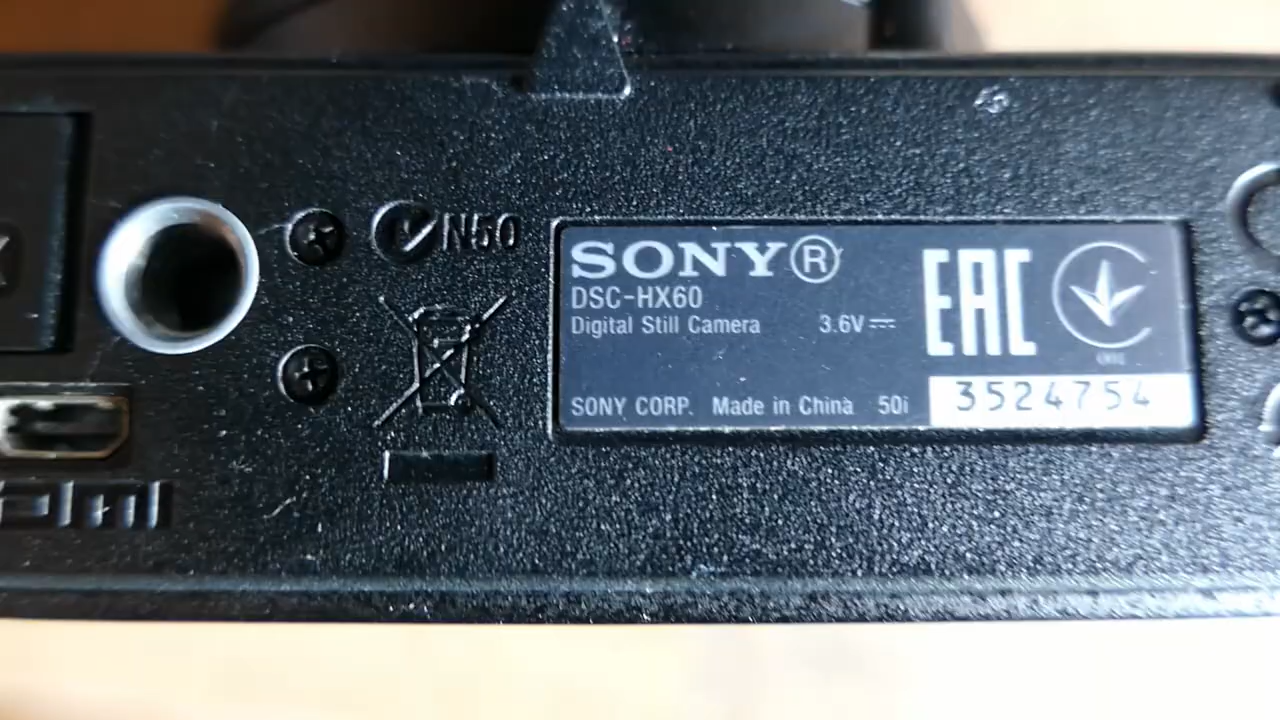 N50
SONY®
DSC-HX60
Digital Still Camera 3.6V
EAC
SONY CORP. Made in China 50i
3524754